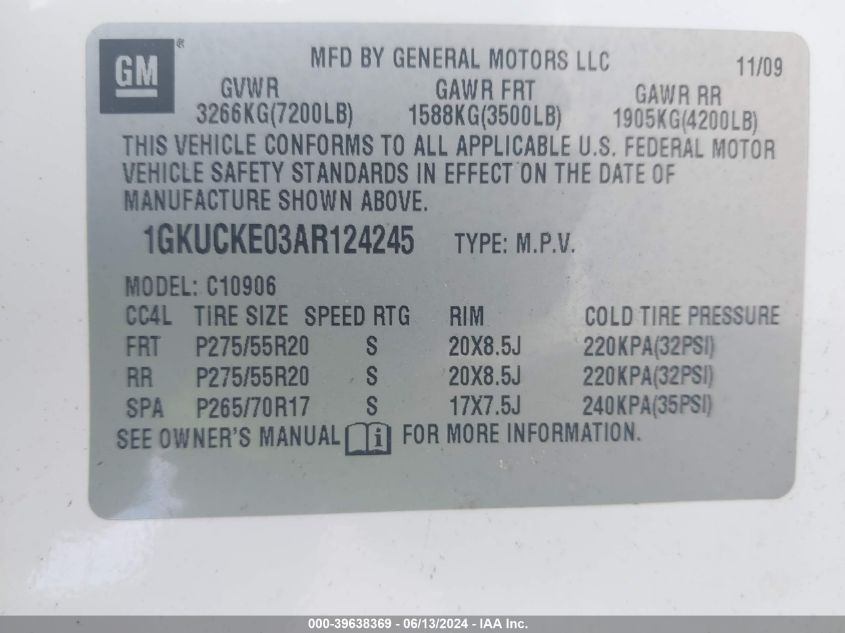 GM®
MFD BY GENERAL MOTORS LLC 11/09
GVWR GAWR FRT GAWR RR
3266KG(7200LB) 1588KG(3500LB) 1905KG(4200LB)
THIS VEHICLE CONFORMS TO ALL APPLICABLE U.S. FEDERAL MOTOR
VEHICLE SAFETY STANDARDS IN EFFECT ON THE DATE OF
MANUFACTURE SHOWN ABOVE.
1GKUCKE03AR124245 TYPE: M.P.V.
MODEL: C10906
CC4L TIRE SIZE SPEED RTG RIM COLD TIRE PRESSURE
FRT P275/55R20 S 20X8.5J 220KPA(32PSI)
RR P275/55R20 S 20X8.5J 220KPA(32PSI)
SPA P265/70R17 S 17X7.5J 240KPA(35PSI)
SEE OWNER'S MANUAL i FOR MORE INFORMATION.
000-39638369 - 06/13/2024 - IAA Inc.